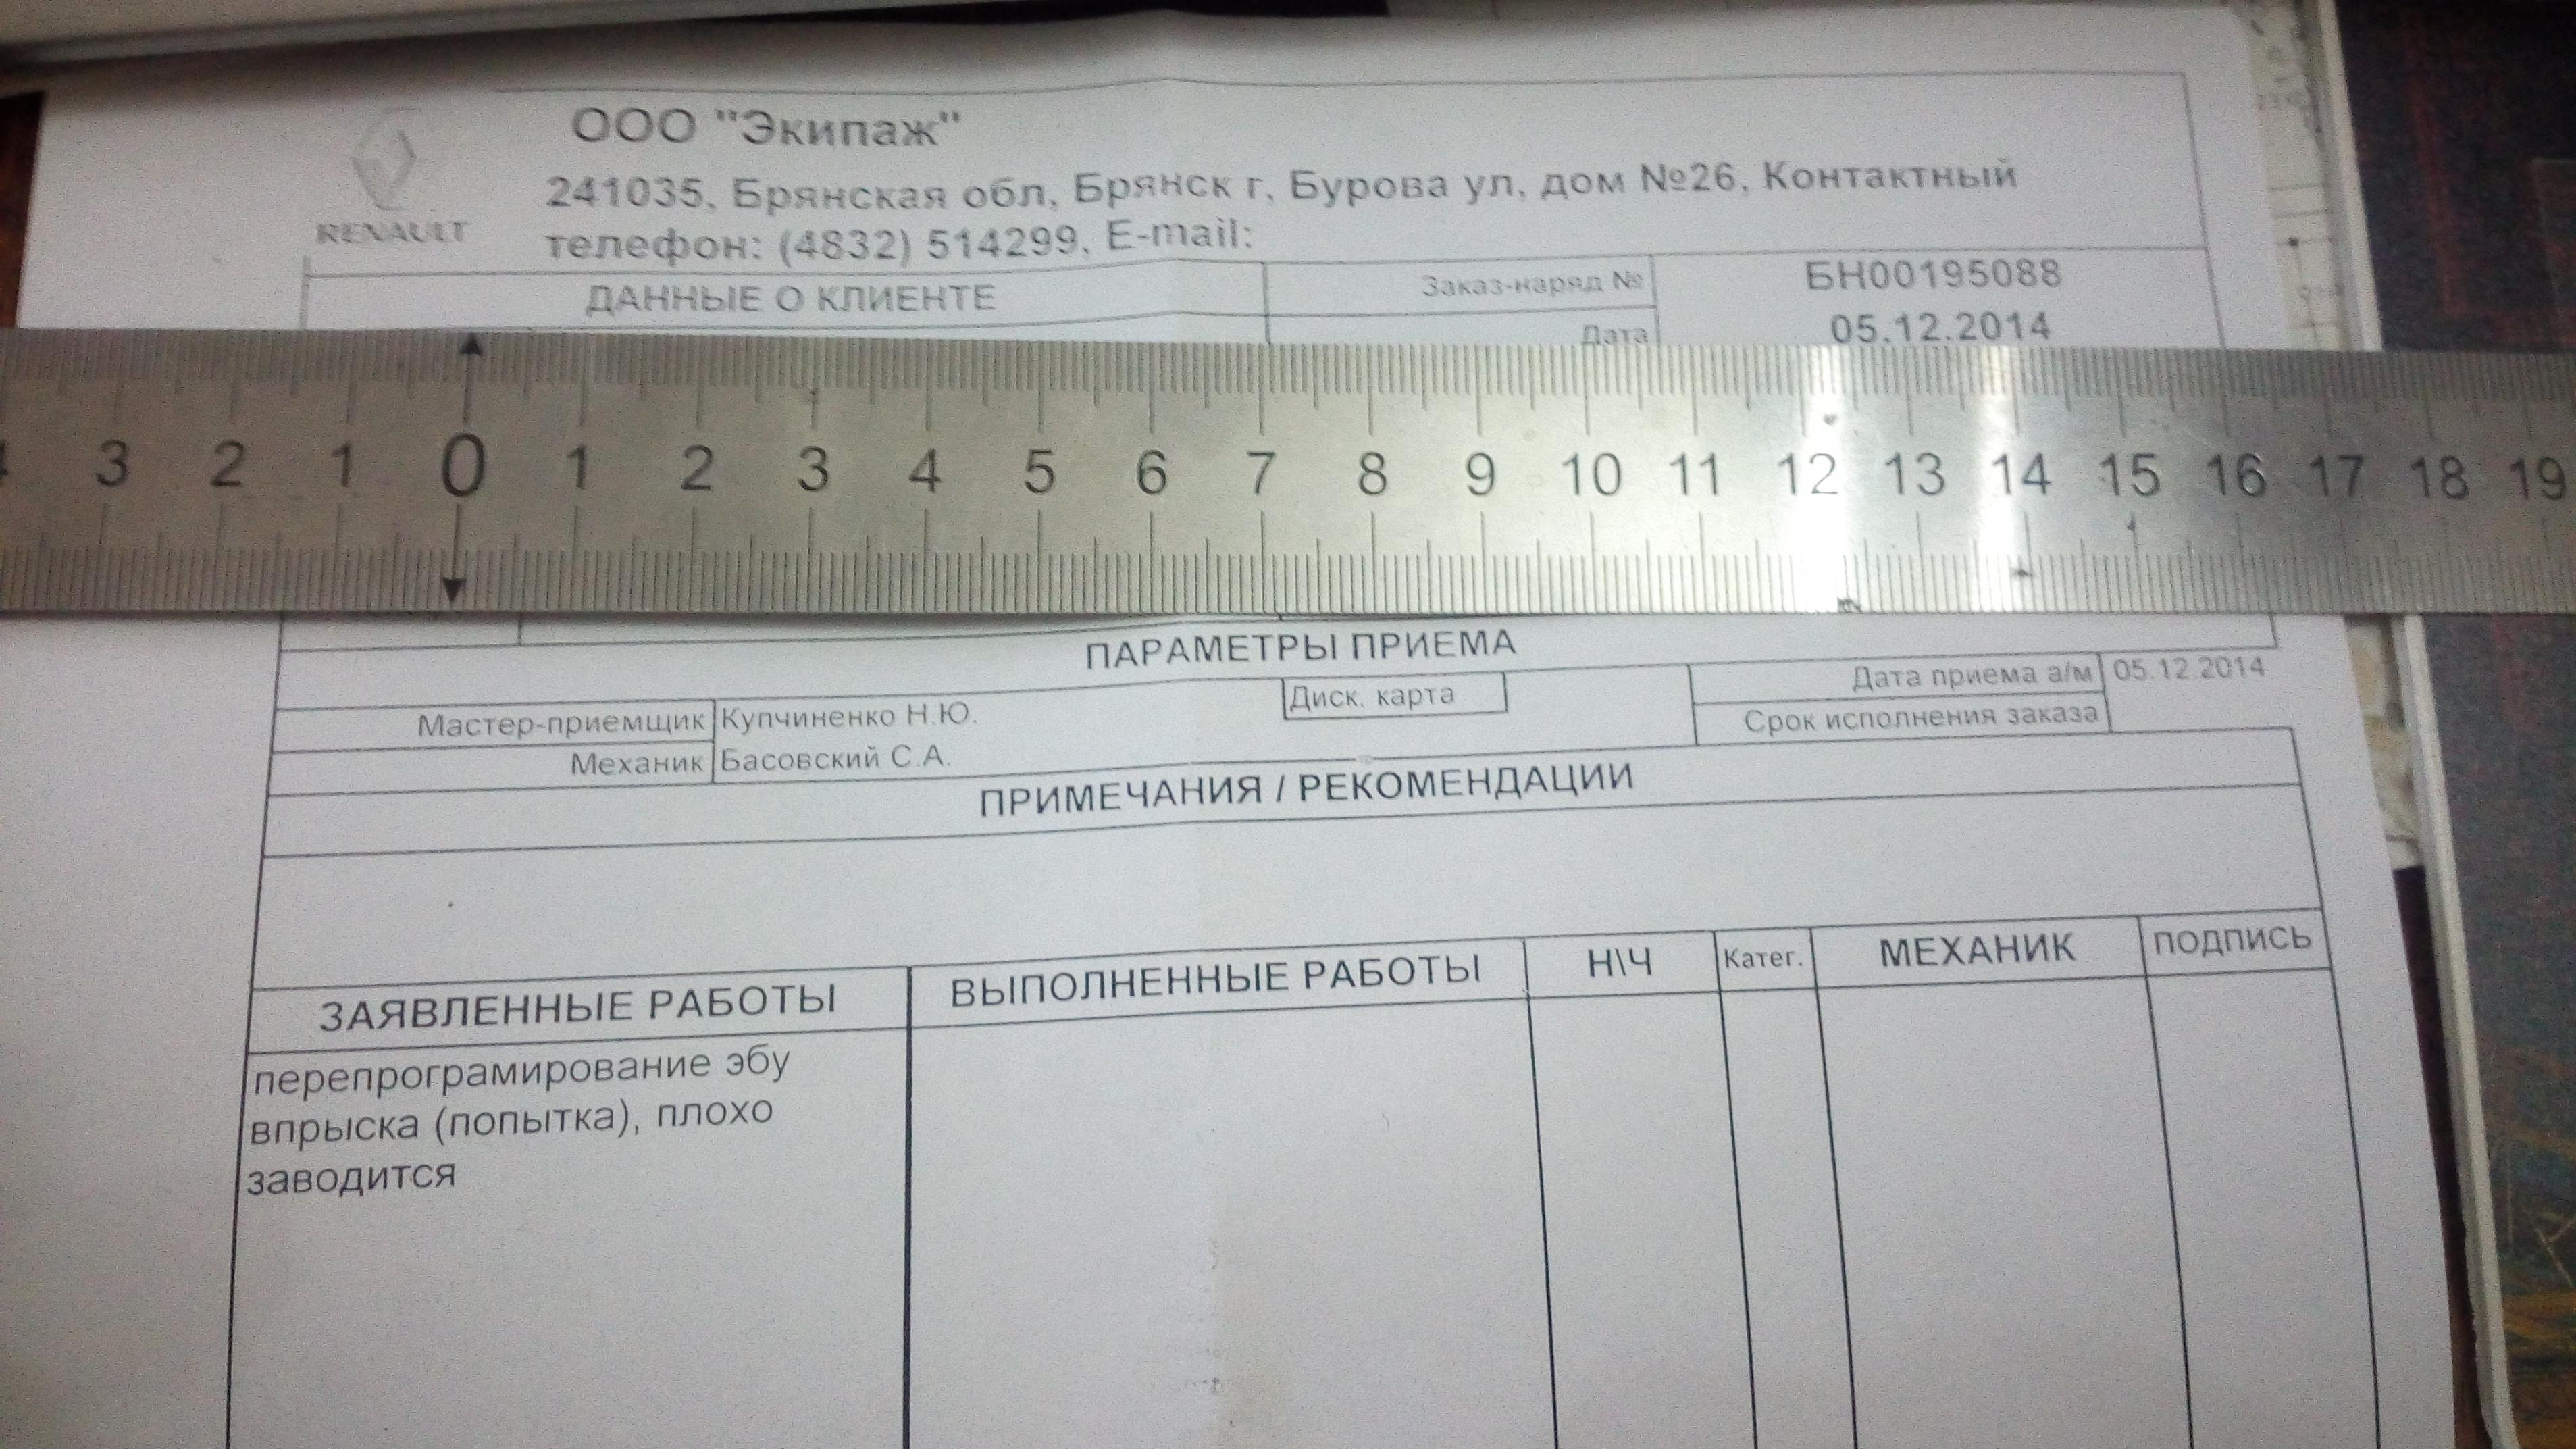 RENAULT
ООО "Экипаж"
241035, Брянская обл, Брянск г, Бурова ул, дом №26, Контактный
телефон: (4832) 514299, E-mail:
ДАННЫЕ О КЛИЕНТЕ
Заказ-наряд № БН00195088
Дата 05.12.2014
3 2 1 0 1 2 3 4 5 6 7 8 9 10 11 12 13 14 15 16 17 18 19
ПАРАМЕТРЫ ПРИЕМА
Мастер-приемщик Купчиненко Н.Ю. Диск. карта Дата приема а/м 05.12.2014
Механик Басовский С.А. Срок исполнения заказа
ПРИМЕЧАНИЯ / РЕКОМЕНДАЦИИ
ЗАЯВЛЕННЫЕ РАБОТЫ ВЫПОЛНЕННЫЕ РАБОТЫ Н\Ч Катег. МЕХАНИК ПОДПИСЬ
перепрограмирование эбу
впрыска (попытка), плохо
заводится